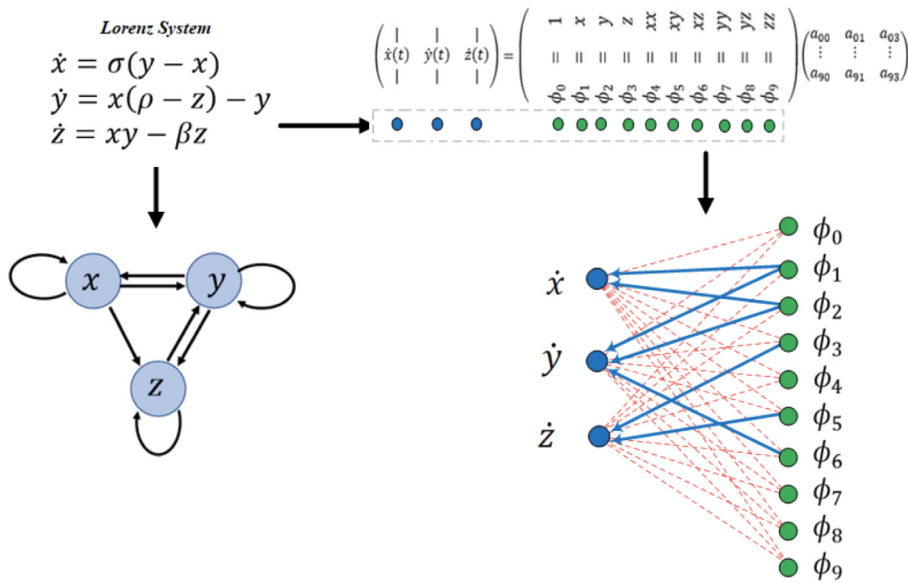 Lorenz System
ẋ = σ(y − x)
ẏ = x(ρ − z) − y
ż = xy − βz
ẋ(t) ẏ(t) ż(t)
=
ϕ₀ = 1
ϕ₁ = x
ϕ₂ = y
ϕ₃ = z
ϕ₄ = xx
ϕ₅ = xy
ϕ₆ = xz
ϕ₇ = yy
ϕ₈ = yz
ϕ₉ = zz
a₀₀ a₀₁ a₀₃
⋮ ⋮ ⋮
a₉₀ a₉₁ a₉₃
x
y
z
ẋ
ẏ
ż
ϕ₀
ϕ₁
ϕ₂
ϕ₃
ϕ₄
ϕ₅
ϕ₆
ϕ₇
ϕ₈
ϕ₉